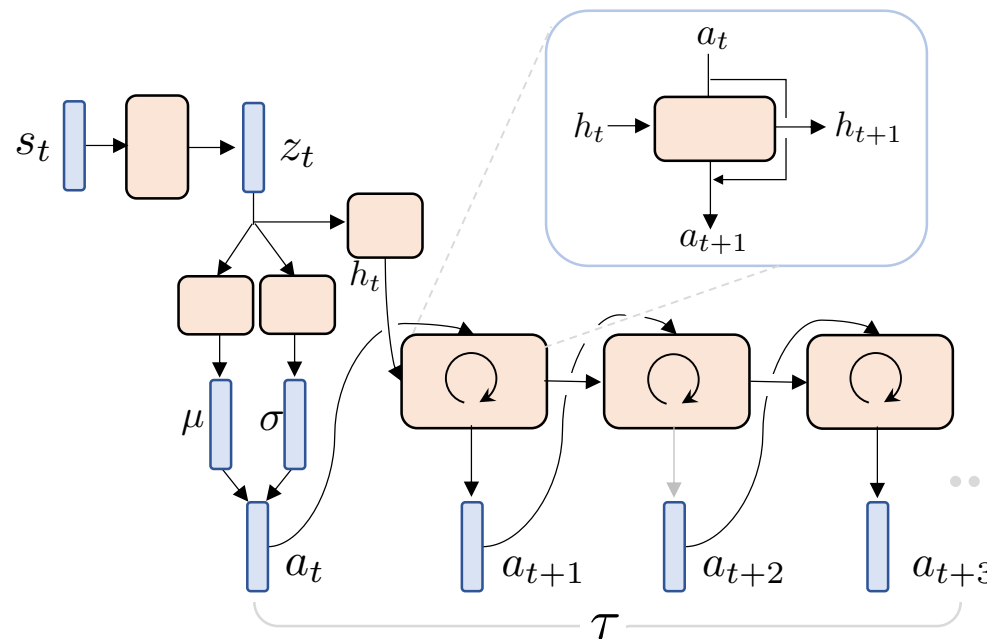 a_t
h_t
h_{t+1}
a_{t+1}
s_t
z_t
h_t
μ
σ
a_t
a_{t+1}
a_{t+2}
a_{t+3}
τ